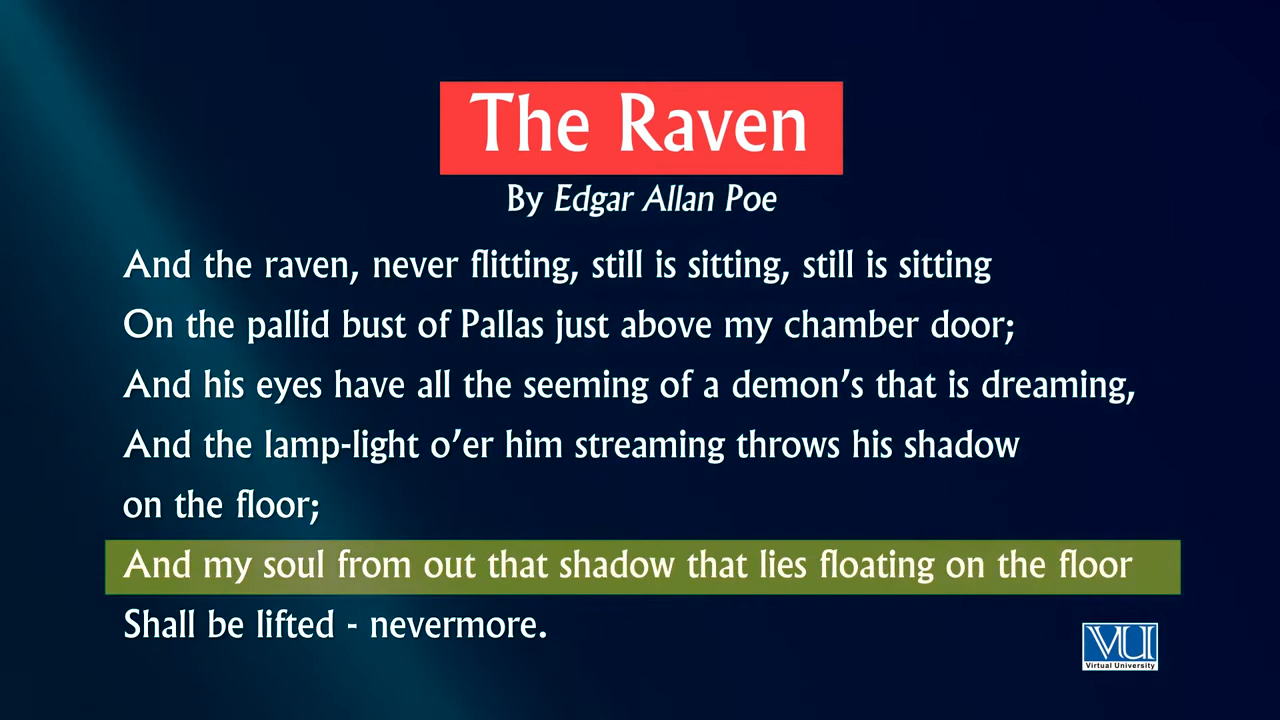 The Raven
By Edgar Allan Poe
And the raven, never flitting, still is sitting, still is sitting
On the pallid bust of Pallas just above my chamber door;
And his eyes have all the seeming of a demon’s that is dreaming,
And the lamp-light o’er him streaming throws his shadow
on the floor;
And my soul from out that shadow that lies floating on the floor
Shall be lifted - nevermore.
VU
Virtual University